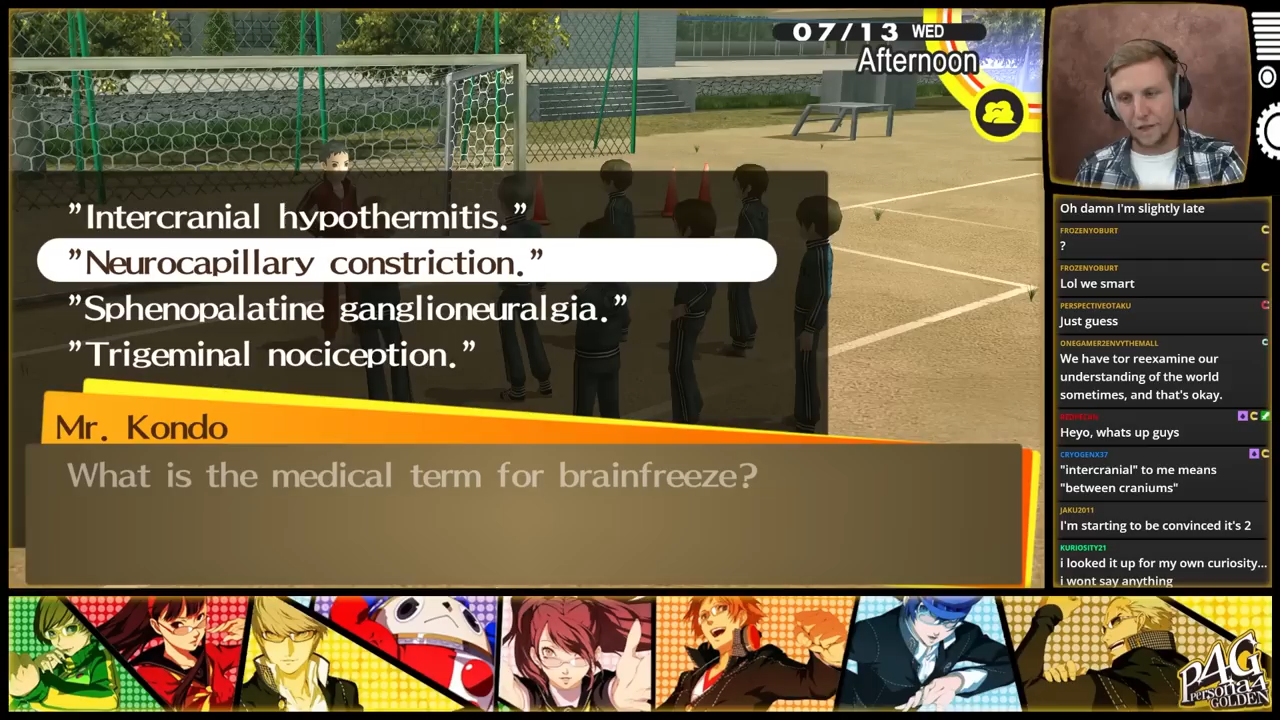 07/13 WED
Afternoon
"Intercranial hypothermitis."
"Neurocapillary constriction."
"Sphenopalatine ganglioneuralgia."
"Trigeminal nociception."
Mr. Kondo
What is the medical term for brainfreeze?
Oh damn I'm slightly late
FROZENYOBURT
?
FROZENYOBURT
Lol we smart
PERSPECTIVEOTAKU
Just guess
ONEGAMER2ENVYTHEMALL
We have tor reexamine our
understanding of the world
sometimes, and that's okay.
Heyo, whats up guys
CRYOGENX37
"intercranial" to me means
"between craniums"
JAKU2011
I'm starting to be convinced it's 2
KURIOSITY21
i looked it up for my own curiosity...
i wont say anything
P4G
Persona4
GOLDEN